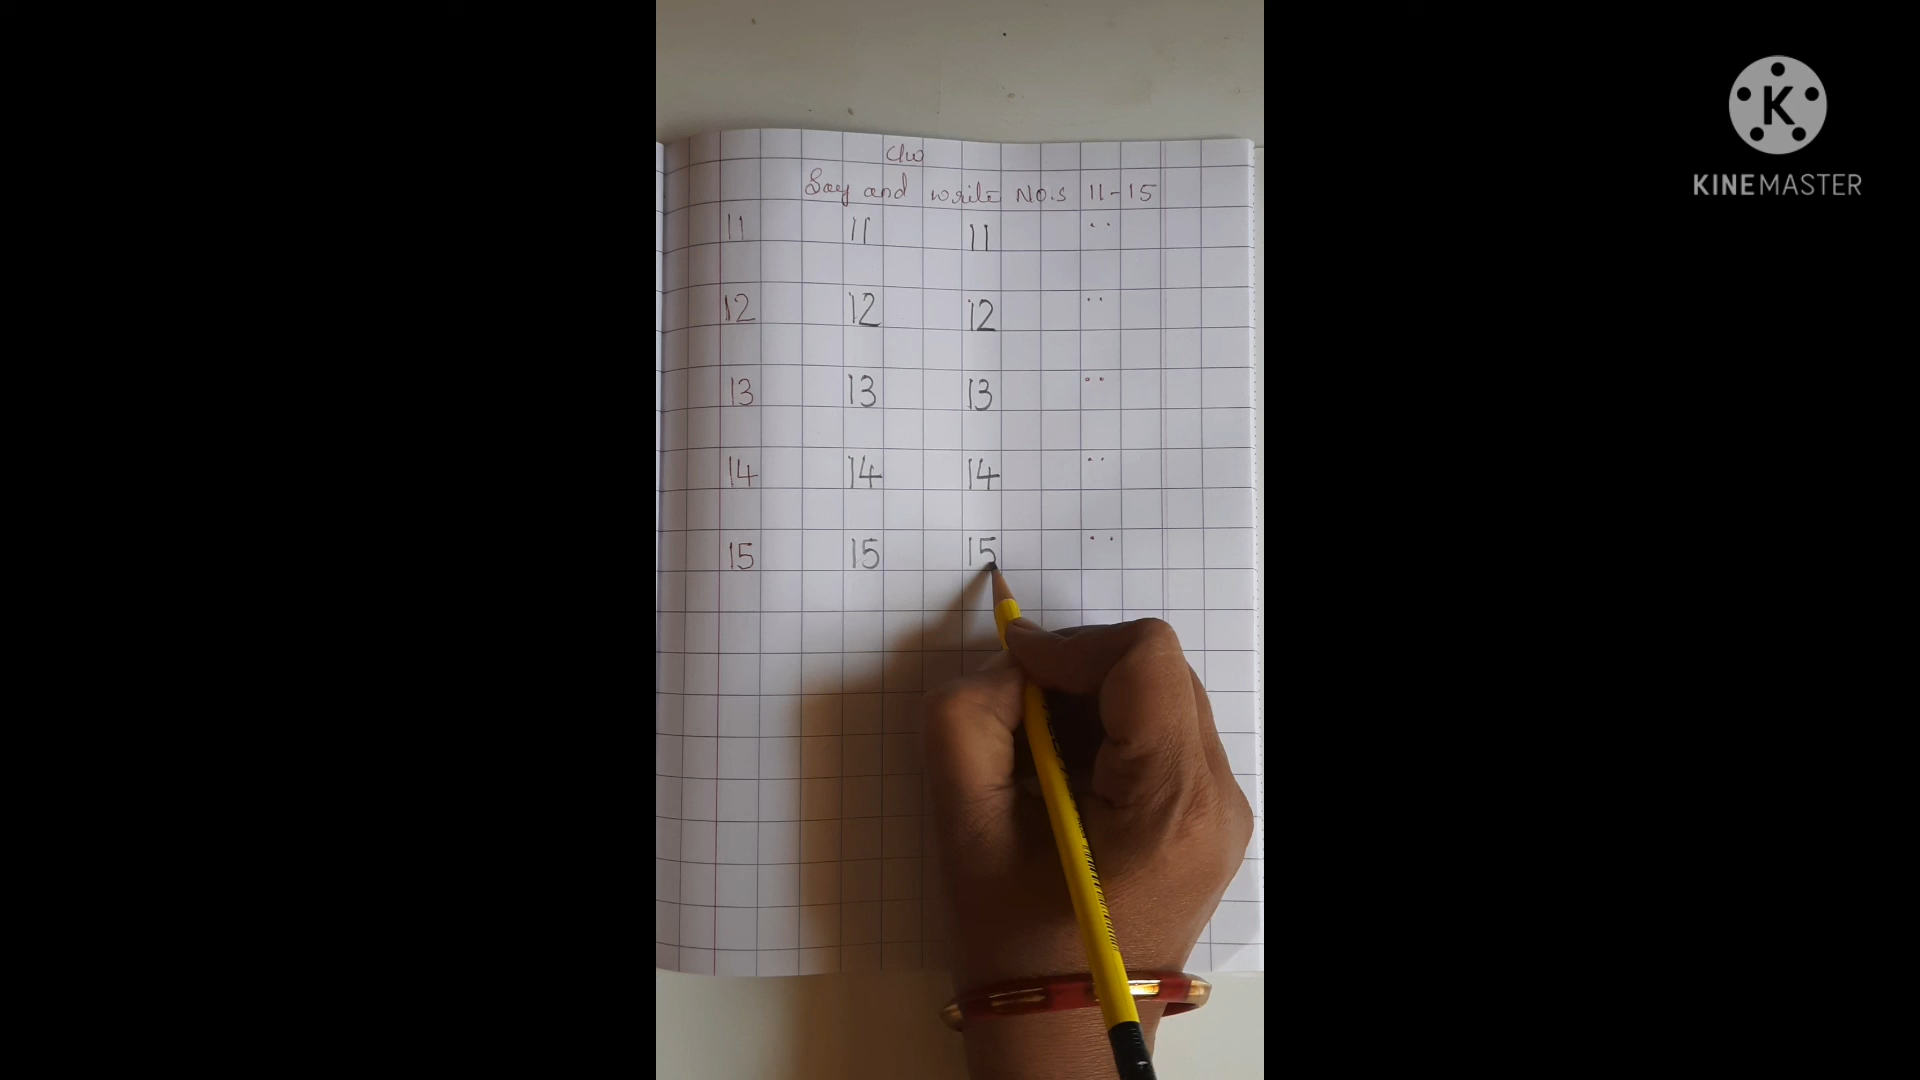 C/W
Say and write NO.S 11-15
11 11 11 ..
12 12 12 ..
13 13 13 ..
14 14 14 ..
15 15 15 ..
K
KINEMASTER